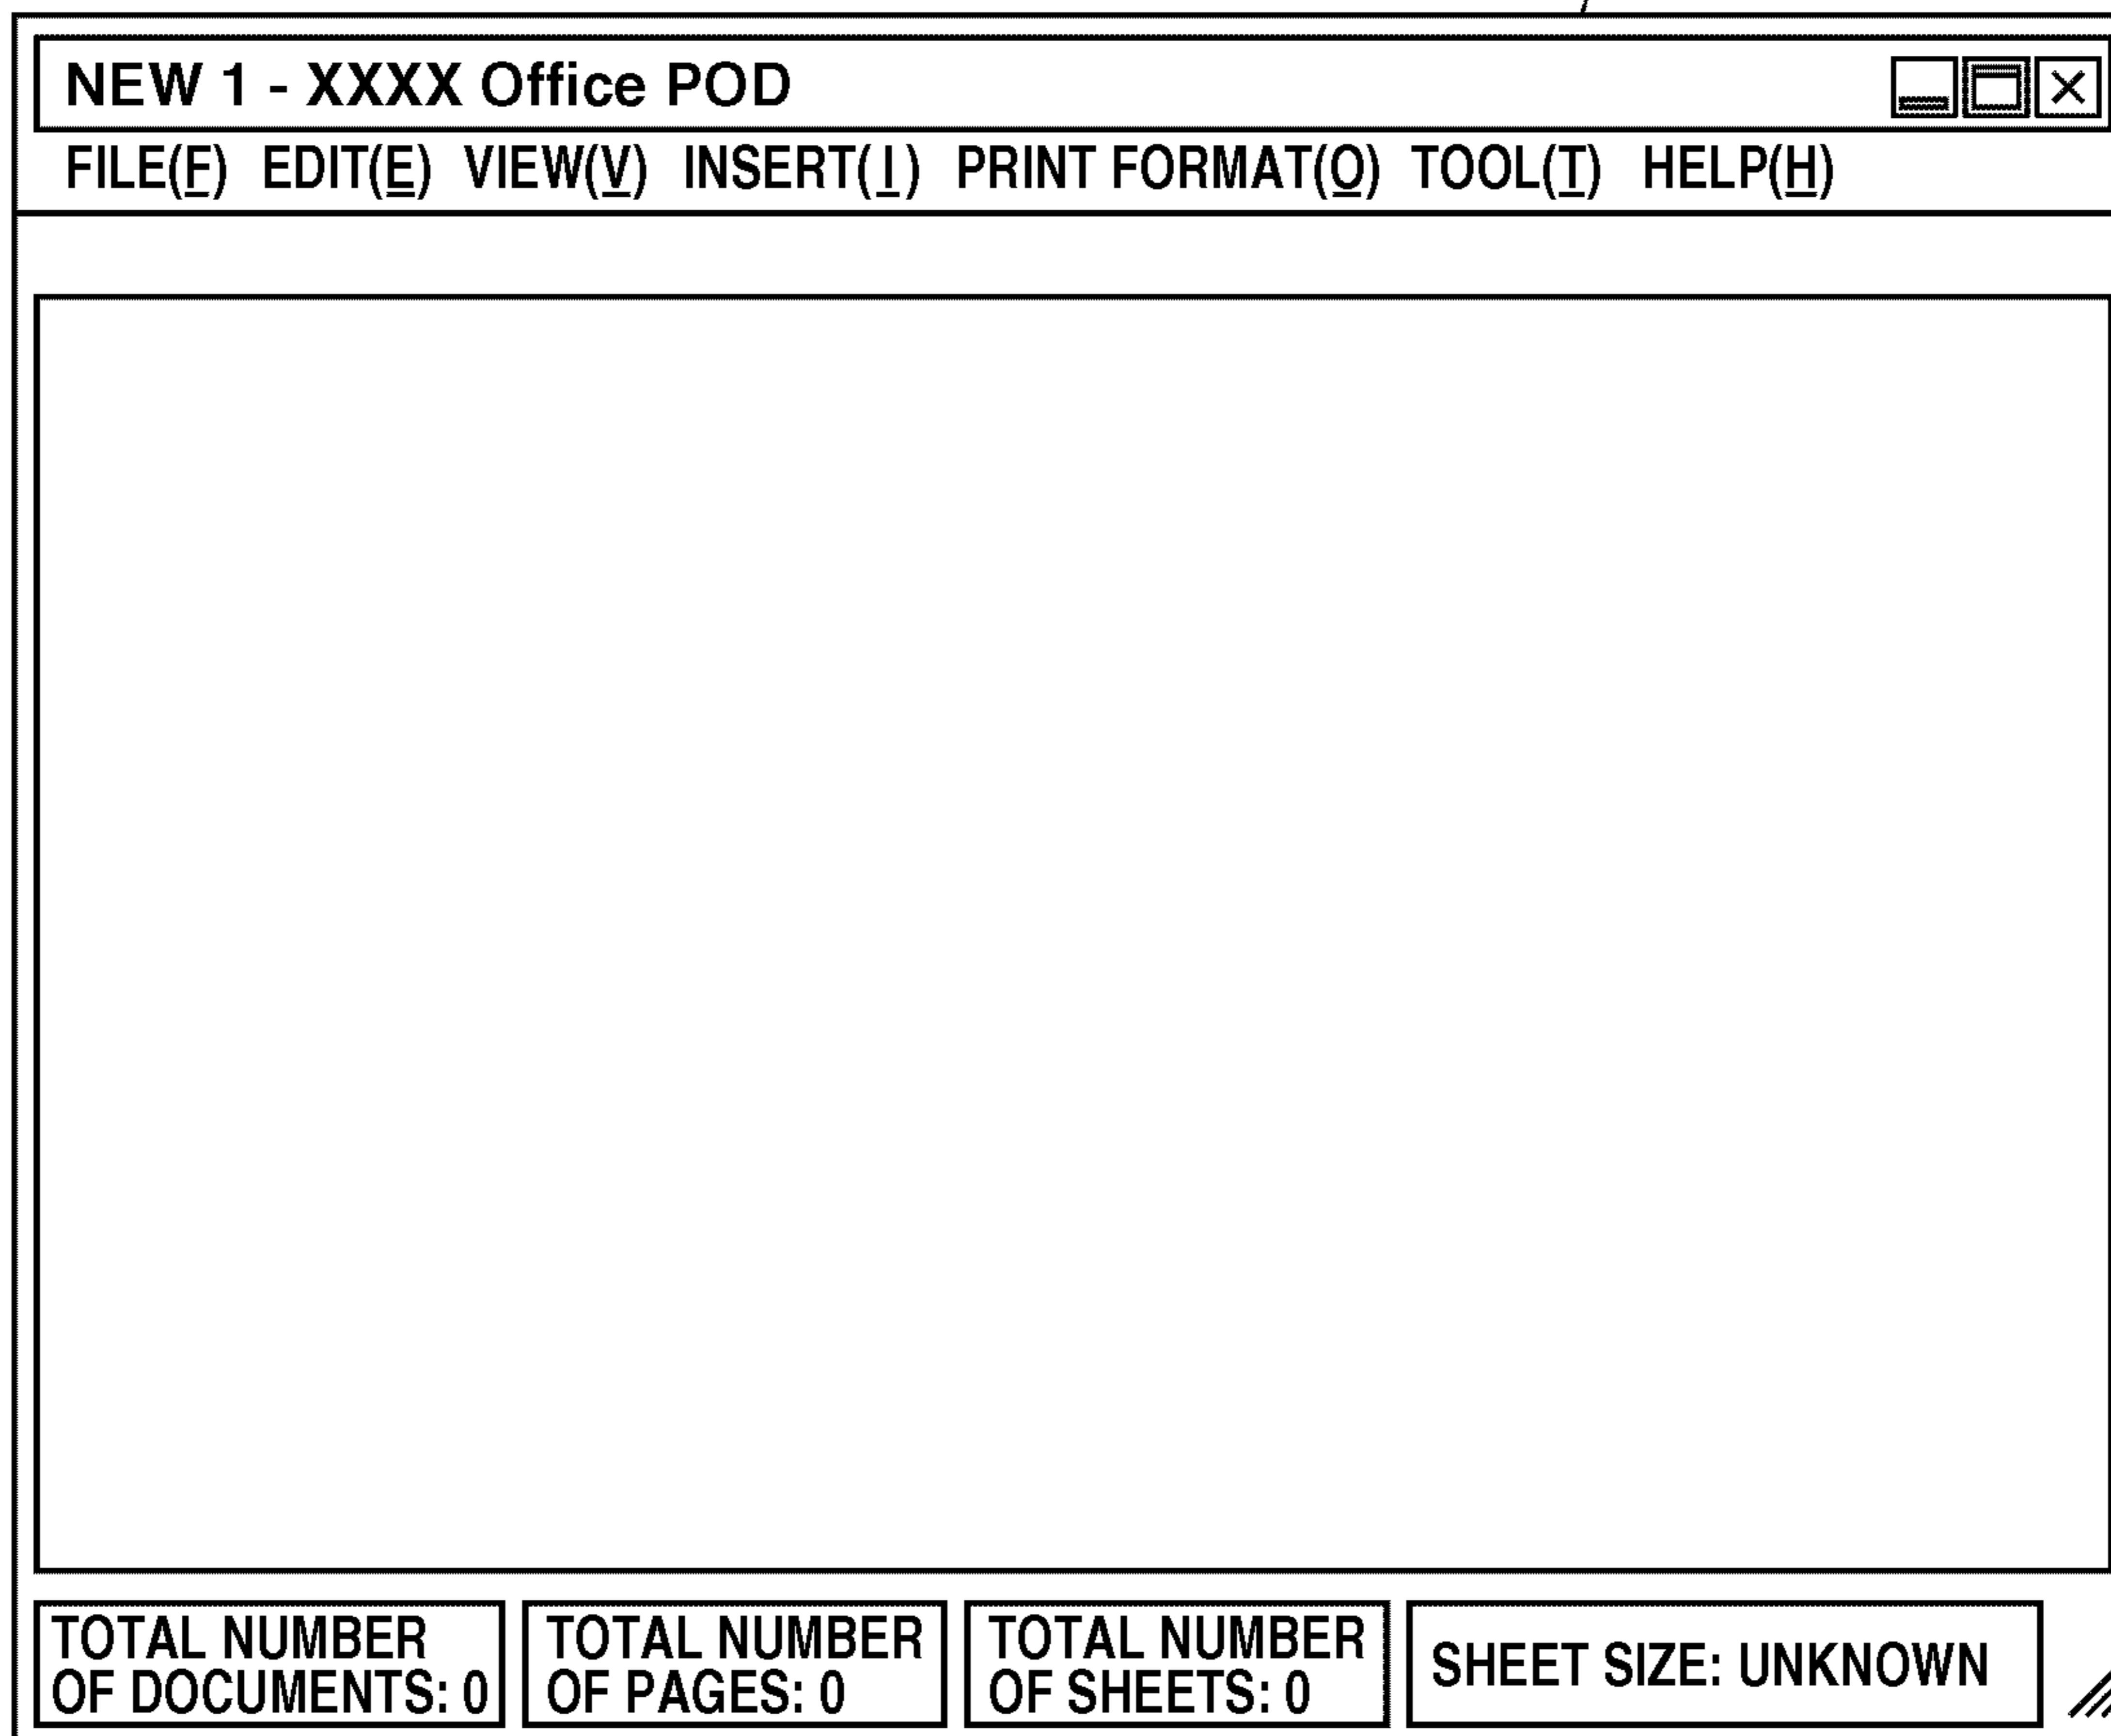 NEW 1 - XXXX Office POD
FILE(F) EDIT(E) VIEW(V) INSERT(I) PRINT FORMAT(O) TOOL(T) HELP(H)
TOTAL NUMBER
OF DOCUMENTS: 0
TOTAL NUMBER
OF PAGES: 0
TOTAL NUMBER
OF SHEETS: 0
SHEET SIZE: UNKNOWN